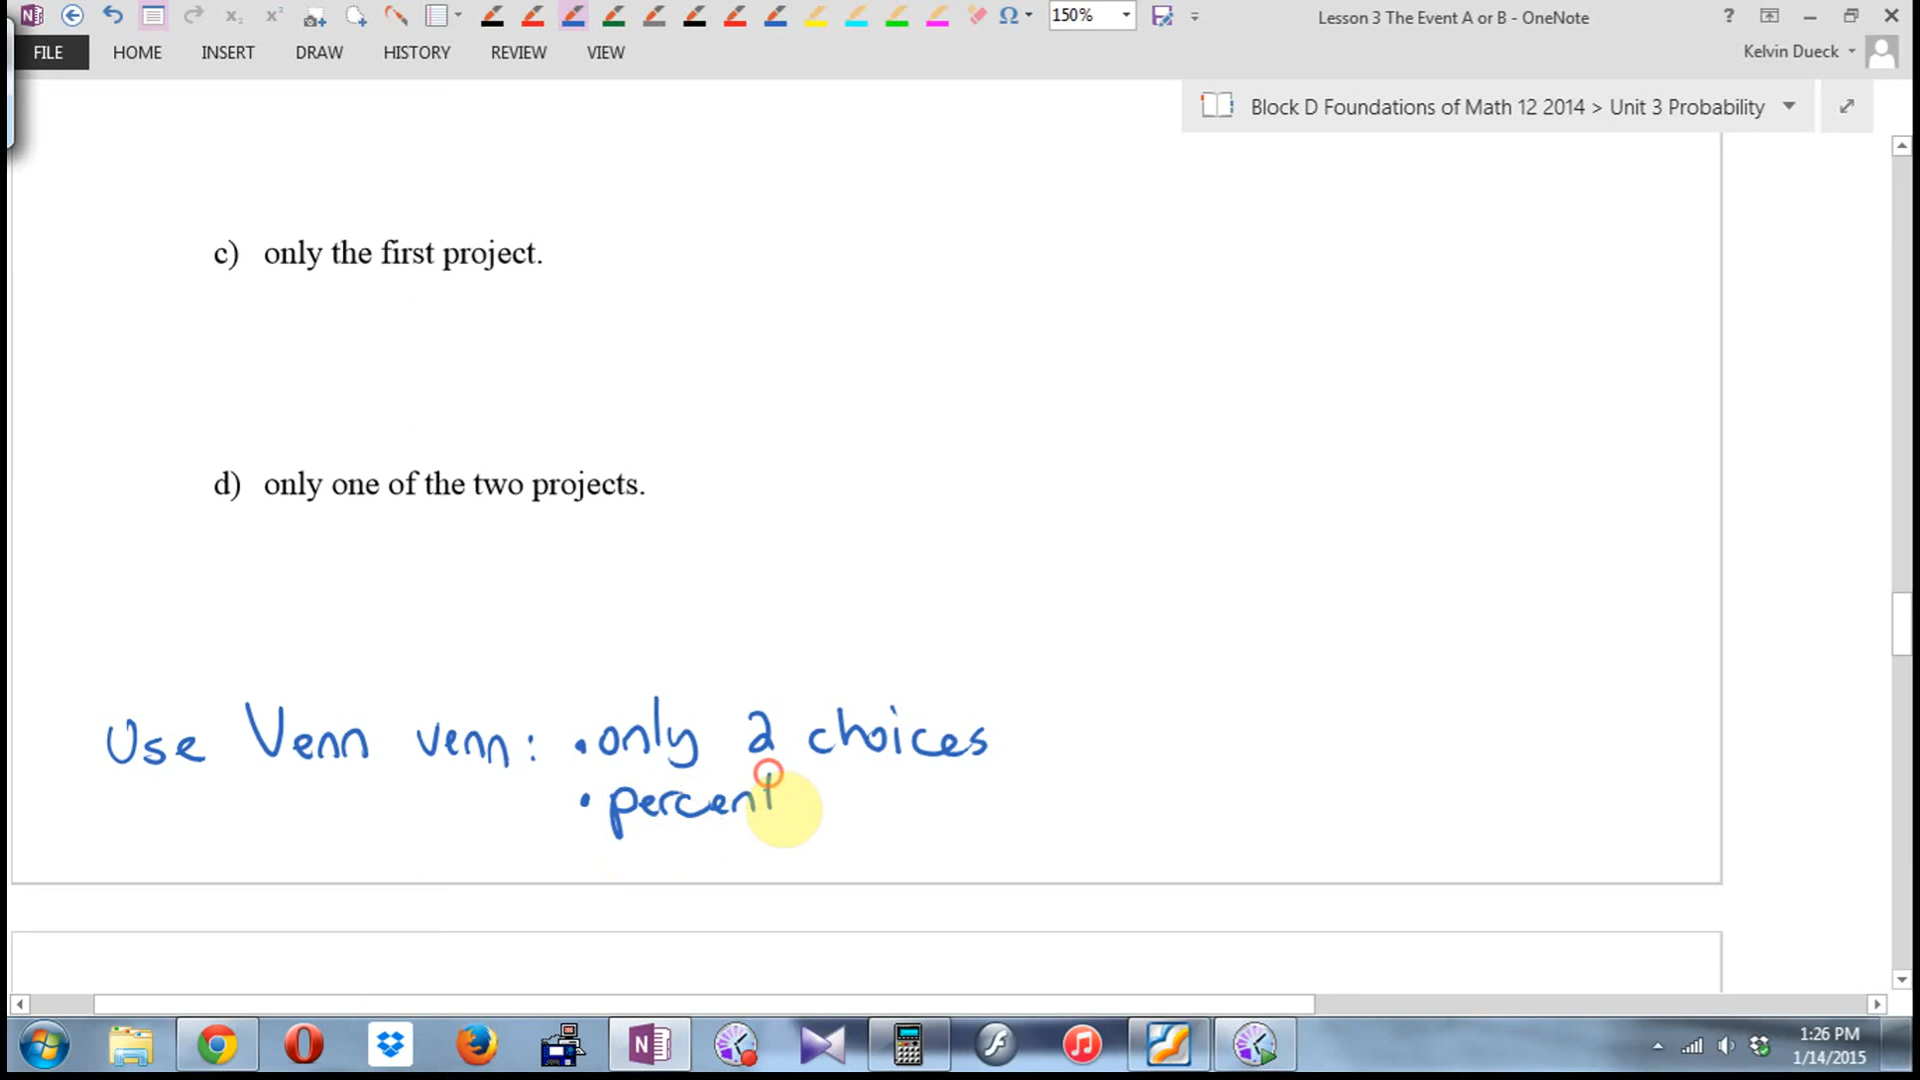 150%
Lesson 3 The Event A or B - OneNote
FILE HOME INSERT DRAW HISTORY REVIEW VIEW
Kelvin Dueck
Block D Foundations of Math 12 2014 > Unit 3 Probability
c) only the first project.
d) only one of the two projects.
Use Venn venn: • only 2 choices
• percent
1:26 PM
1/14/2015